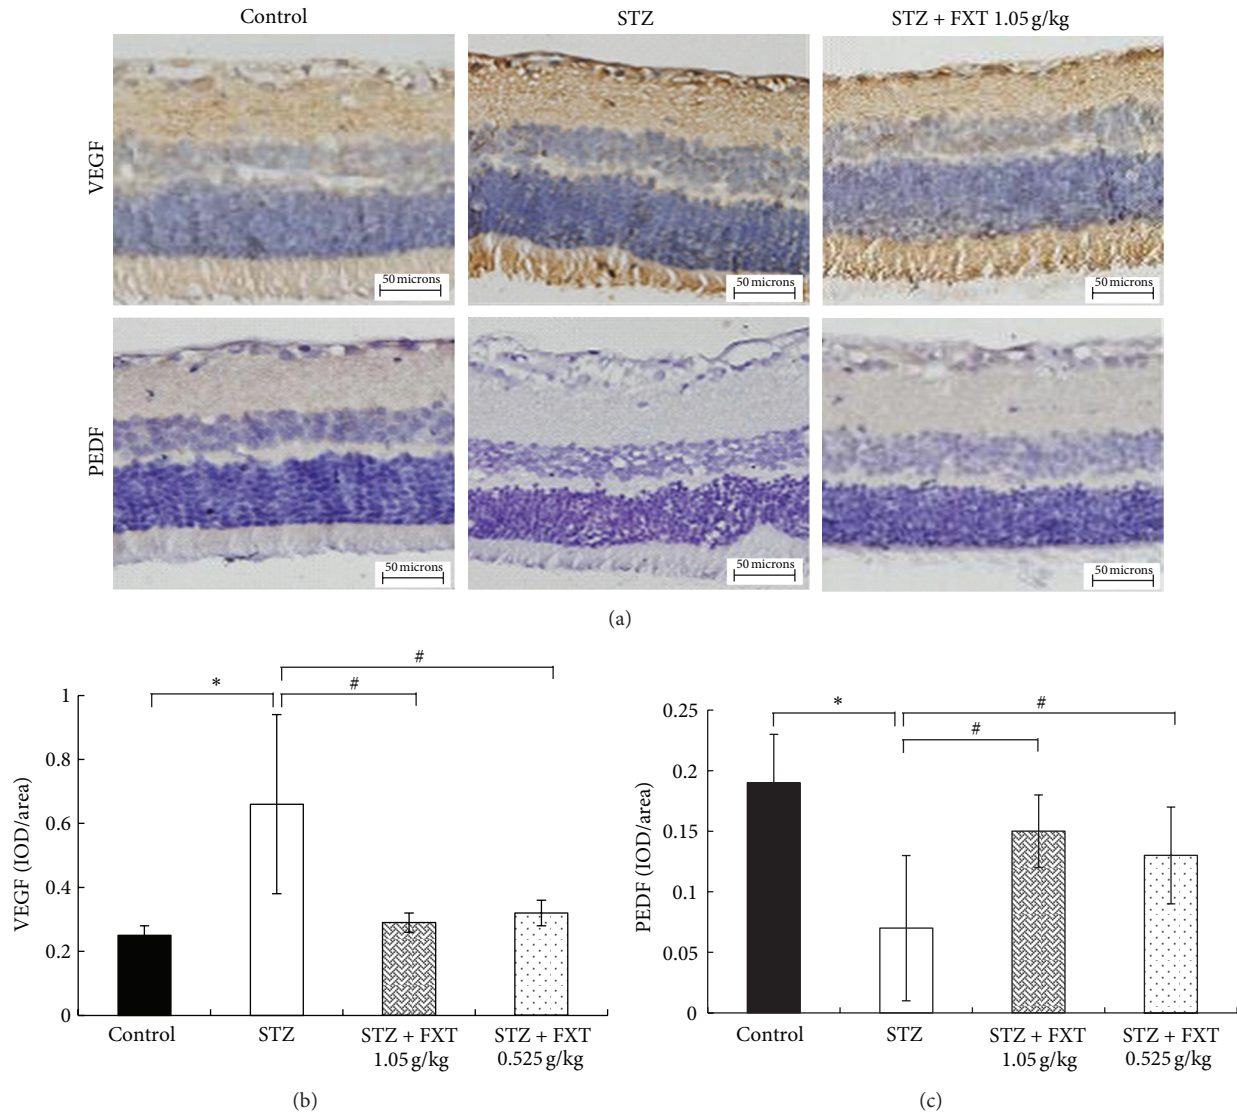 Control
STZ
STZ + FXT 1.05 g/kg
VEGF
50 microns
50 microns
50 microns
PEDF
50 microns
50 microns
50 microns
(a)
VEGF (IOD/area)
1
0.8
0.6
0.4
0.2
0
*
#
#
Control
STZ
STZ + FXT
1.05 g/kg
STZ + FXT
0.525 g/kg
(b)
PEDF (IOD/area)
0.25
0.2
0.15
0.1
0.05
0
*
#
#
Control
STZ
STZ + FXT
1.05 g/kg
STZ + FXT
0.525 g/kg
(c)